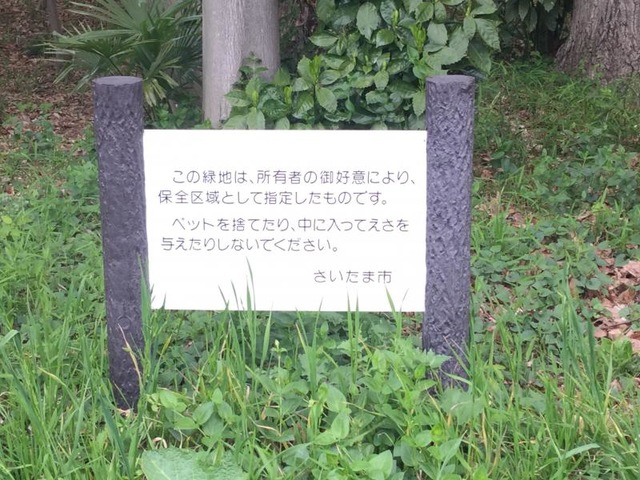 この緑地は、所有者の御好意により、
保全区域として指定したものです。
ペットを捨てたり、中に入ってえさを
与えたりしないでください。
さいたま市